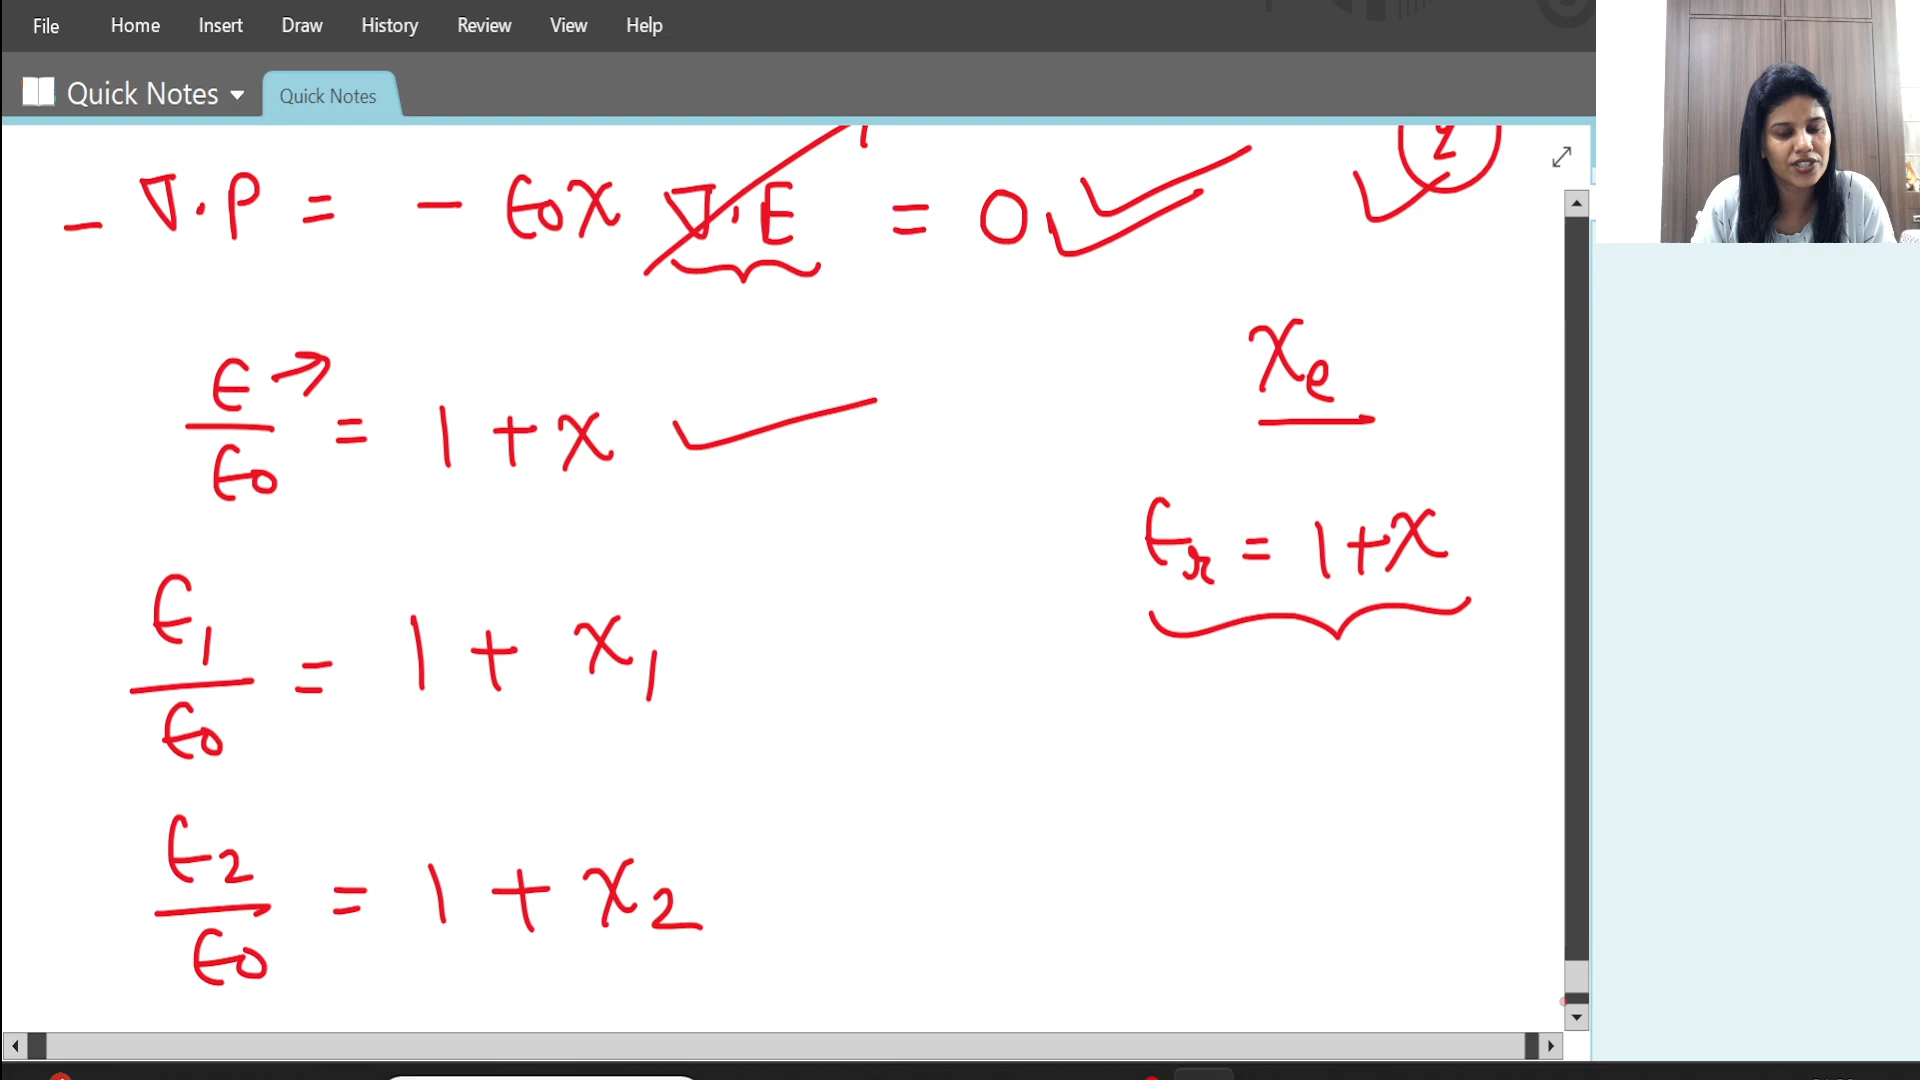 File Home Insert Draw History Review View Help
Quick Notes Quick Notes
2
- ∇·P = - ϵ0χ ∇·E = 0
χe
ϵ/ϵ0 = 1 + χ
ϵr = 1+χ
ϵ1/ϵ0 = 1 + χ1
ϵ2/ϵ0 = 1 + χ2